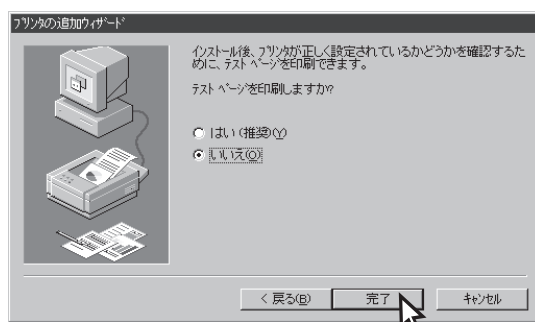 プリンタの追加ウィザード
インストール後、プリンタが正しく設定されているかどうかを確認するた
めに、テスト ページを印刷できます。
テスト ページを印刷しますか?
はい (推奨)(Y)
いいえ(O)
< 戻る(B)
完了
キャンセル